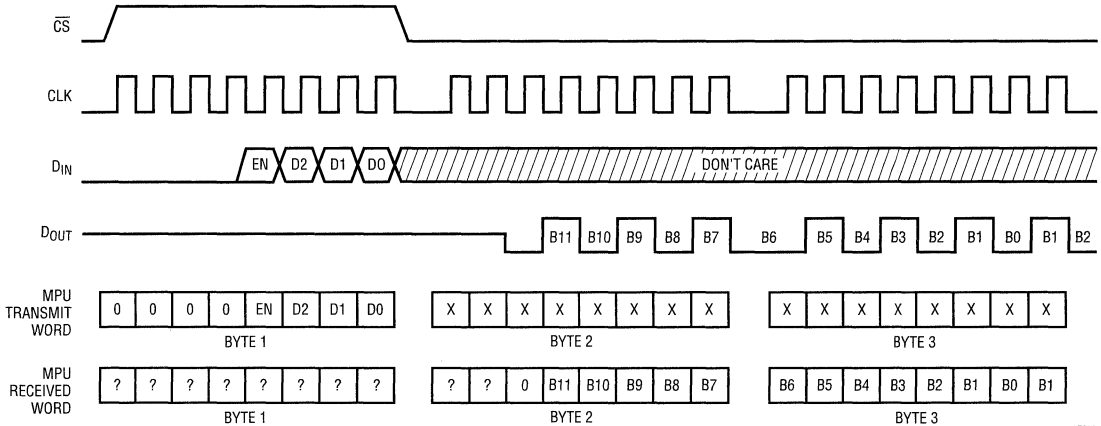 CS
CLK
DIN EN D2 D1 D0 DON'T CARE
DOUT B11 B10 B9 B8 B7 B6 B5 B4 B3 B2 B1 B0 B1 B2
MPU
TRANSMIT
WORD
0 0 0 0 EN D2 D1 D0 X X X X X X X X X X X X X X X X
BYTE 1 BYTE 2 BYTE 3
MPU
RECEIVED
WORD
? ? ? ? ? ? ? ? ? ? 0 B11 B10 B9 B8 B7 B6 B5 B4 B3 B2 B1 B0 B1
BYTE 1 BYTE 2 BYTE 3